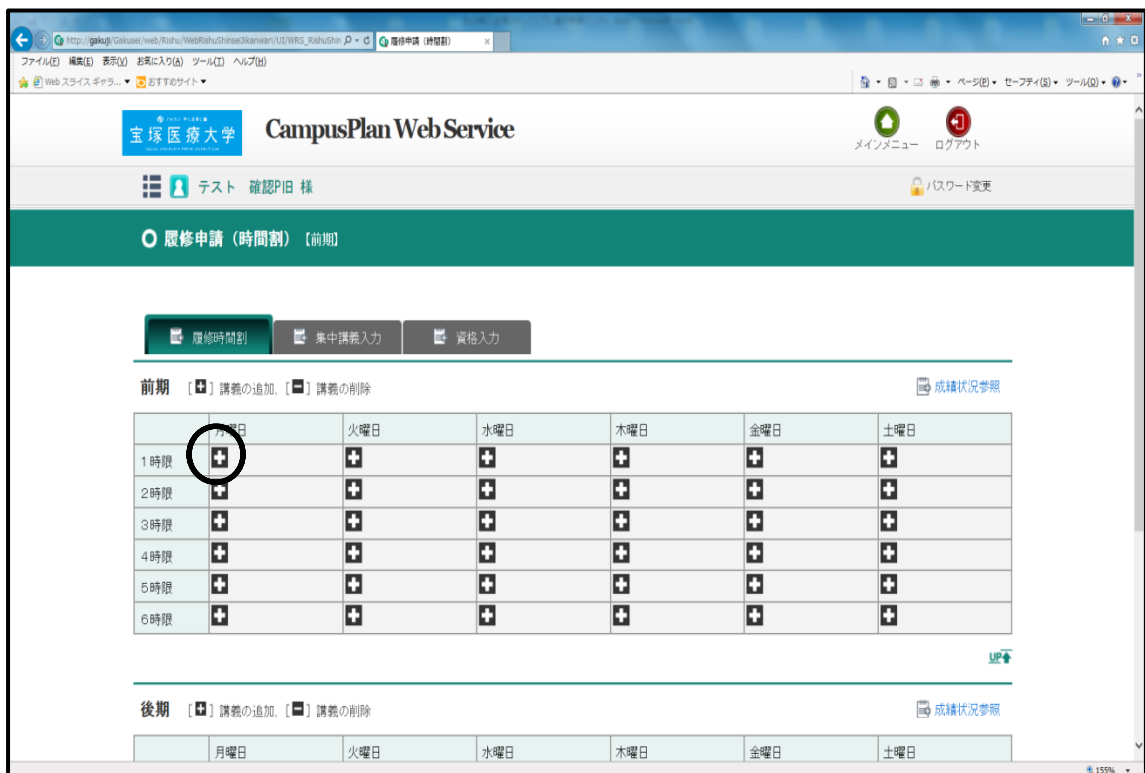 http://gakuji/Gakusei/web/Rishu/WebRishuShinseiJikanwari/UI/WRS_RishuShin
履修申請（時間割） ×
ファイル(F) 編集(E) 表示(V) お気に入り(A) ツール(T) ヘルプ(H)
Web スライス ギャラ... おすすめサイト
ページ(P) セーフティ(S) ツール(O)
宝塚医療大学
CampusPlan Web Service
メインメニュー ログアウト
テスト 確認PIB 様
パスワード変更
履修申請（時間割）【前期】
履修時間割 集中講義入力 資格入力
前期 [+] 講義の追加、[-] 講義の削除 成績状況参照
月曜日 火曜日 水曜日 木曜日 金曜日 土曜日
1時限
2時限
3時限
4時限
5時限
6時限
UP
後期 [+] 講義の追加、[-] 講義の削除 成績状況参照
月曜日 火曜日 水曜日 木曜日 金曜日 土曜日
155%